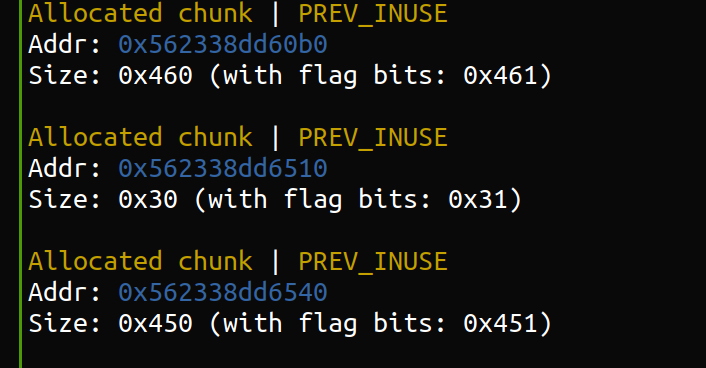 Allocated chunk | PREV_INUSE
Addr: 0x562338dd60b0
Size: 0x460 (with flag bits: 0x461)
Allocated chunk | PREV_INUSE
Addr: 0x562338dd6510
Size: 0x30 (with flag bits: 0x31)
Allocated chunk | PREV_INUSE
Addr: 0x562338dd6540
Size: 0x450 (with flag bits: 0x451)